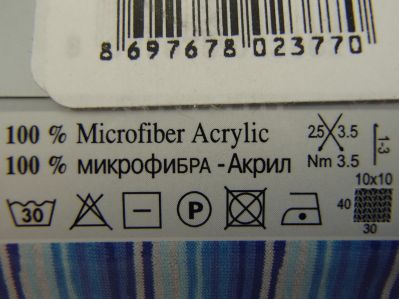 8 697678 023770
100 % Microfiber Acrylic
100 % микрофибра - Акрил
2.5 3.5
Nm 3.5
1-3
10x10
40
30
30 P